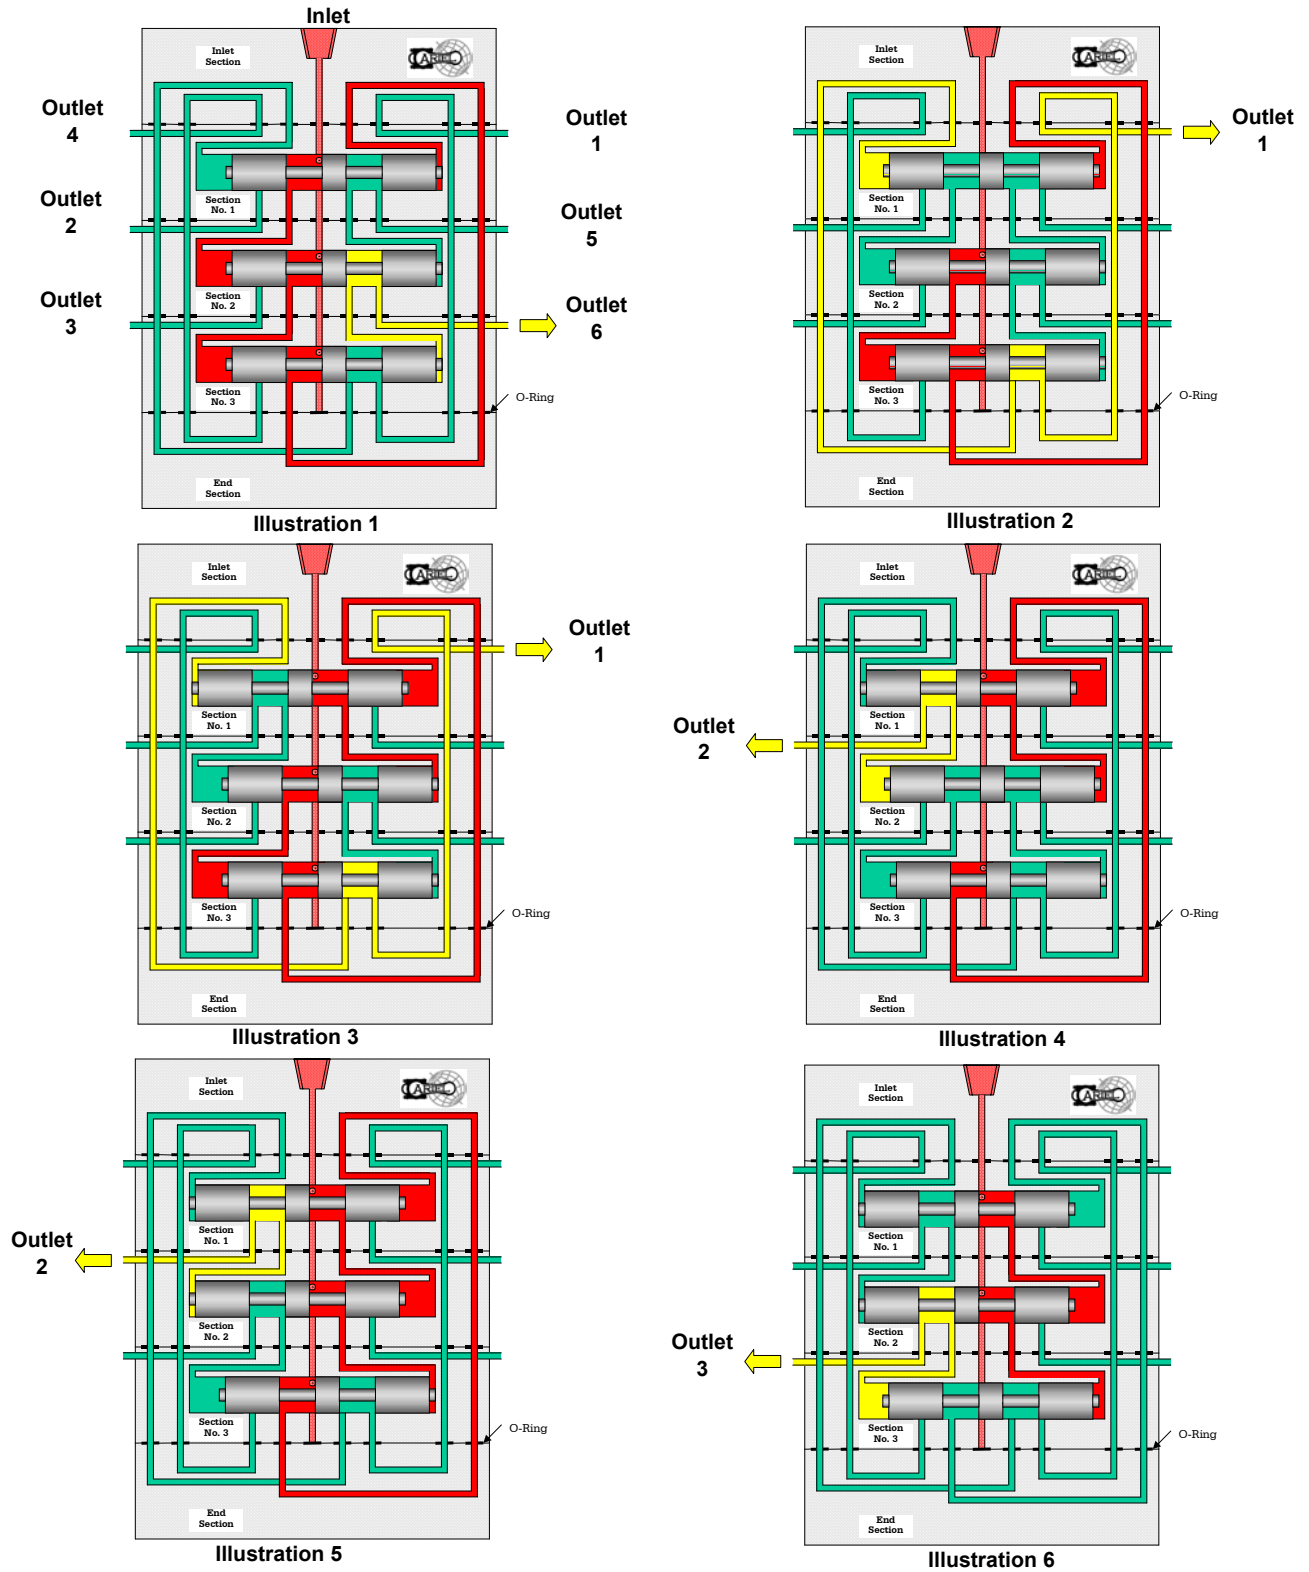 Inlet
Inlet
Section
ARIEL
Outlet
4
Outlet
1
Section
No. 1
Outlet
2
Outlet
5
Section
No. 2
Outlet
3
Outlet
6
Section
No. 3
O-Ring
End
Section
Illustration 1
Inlet
Section
ARIEL
Outlet
1
Section
No. 1
Section
No. 2
Section
No. 3
O-Ring
End
Section
Illustration 2
Inlet
Section
ARIEL
Outlet
1
Section
No. 1
Section
No. 2
Section
No. 3
O-Ring
End
Section
Illustration 3
Inlet
Section
ARIEL
Section
No. 1
Outlet
2
Section
No. 2
Section
No. 3
O-Ring
End
Section
Illustration 4
Inlet
Section
ARIEL
Section
No. 1
Outlet
2
Section
No. 2
Section
No. 3
O-Ring
End
Section
Illustration 5
Inlet
Section
ARIEL
Section
No. 1
Section
No. 2
Outlet
3
Section
No. 3
O-Ring
End
Section
Illustration 6